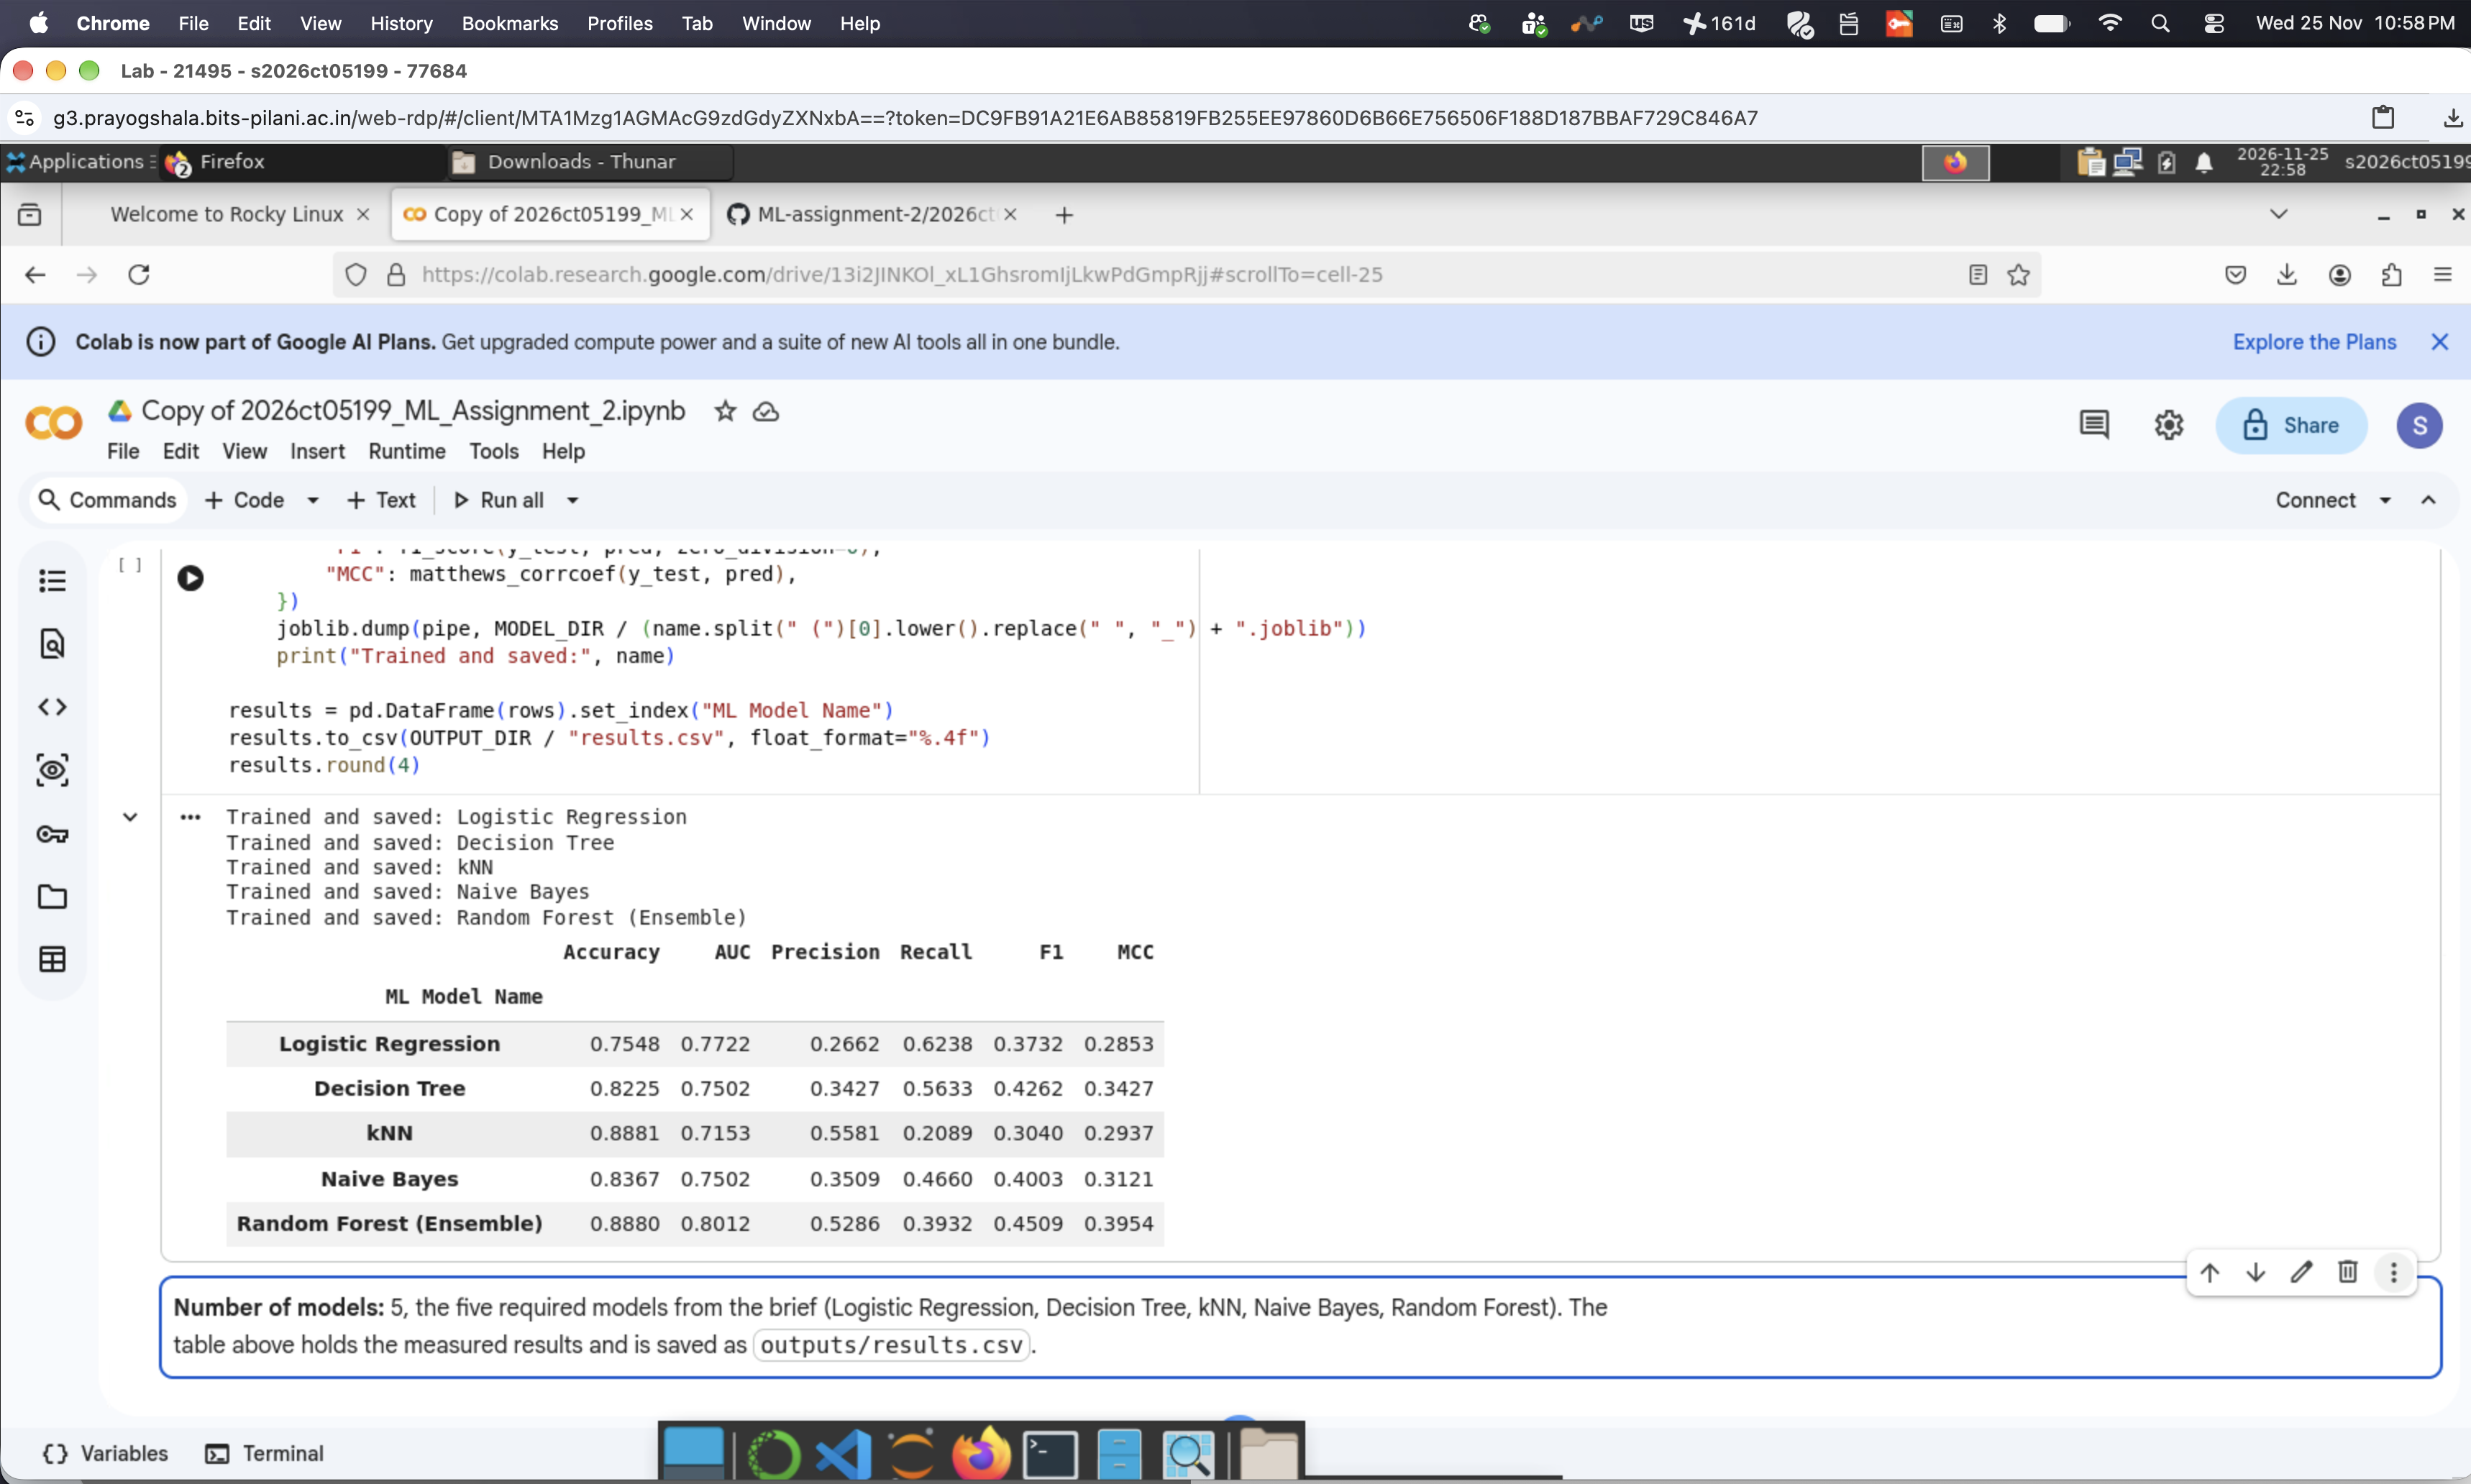 Chrome File Edit View History Bookmarks Profiles Tab Window Help US 161d Wed 25 Nov 10:58 PM
Lab - 21495 - s2026ct05199 - 77684
g3.prayogshala.bits-pilani.ac.in/web-rdp/#/client/MTA1Mzg1AGMAcG9zdGdyZXNxbA==?token=DC9FB91A21E6AB85819FB255EE97860D6B66E756506F188D187BBAF729C846A7
Applications 2 Firefox Downloads - Thunar 2026-11-25 s2026ct05199
22:58
Welcome to Rocky Linux Copy of 2026ct05199_ML ML-assignment-2/2026ct
https://colab.research.google.com/drive/13i2JINKOl_xL1GhsromIjLkwPdGmpRjj#scrollTo=cell-25
Colab is now part of Google AI Plans. Get upgraded compute power and a suite of new AI tools all in one bundle. Explore the Plans
Copy of 2026ct05199_ML_Assignment_2.ipynb
File Edit View Insert Runtime Tools Help Share S
Commands + Code + Text Run all Connect
[ ] "F1": f1_score(y_test, pred, zero_division=0),
"MCC": matthews_corrcoef(y_test, pred),
})
joblib.dump(pipe, MODEL_DIR / (name.split(" (")[0].lower().replace(" ", "_") + ".joblib"))
print("Trained and saved:", name)
results = pd.DataFrame(rows).set_index("ML Model Name")
results.to_csv(OUTPUT_DIR / "results.csv", float_format="%.4f")
results.round(4)
Trained and saved: Logistic Regression
Trained and saved: Decision Tree
Trained and saved: kNN
Trained and saved: Naive Bayes
Trained and saved: Random Forest (Ensemble)
Accuracy AUC Precision Recall F1 MCC
ML Model Name
Logistic Regression 0.7548 0.7722 0.2662 0.6238 0.3732 0.2853
Decision Tree 0.8225 0.7502 0.3427 0.5633 0.4262 0.3427
kNN 0.8881 0.7153 0.5581 0.2089 0.3040 0.2937
Naive Bayes 0.8367 0.7502 0.3509 0.4660 0.4003 0.3121
Random Forest (Ensemble) 0.8880 0.8012 0.5286 0.3932 0.4509 0.3954
Number of models: 5, the five required models from the brief (Logistic Regression, Decision Tree, kNN, Naive Bayes, Random Forest). The
table above holds the measured results and is saved as outputs/results.csv.
Variables Terminal